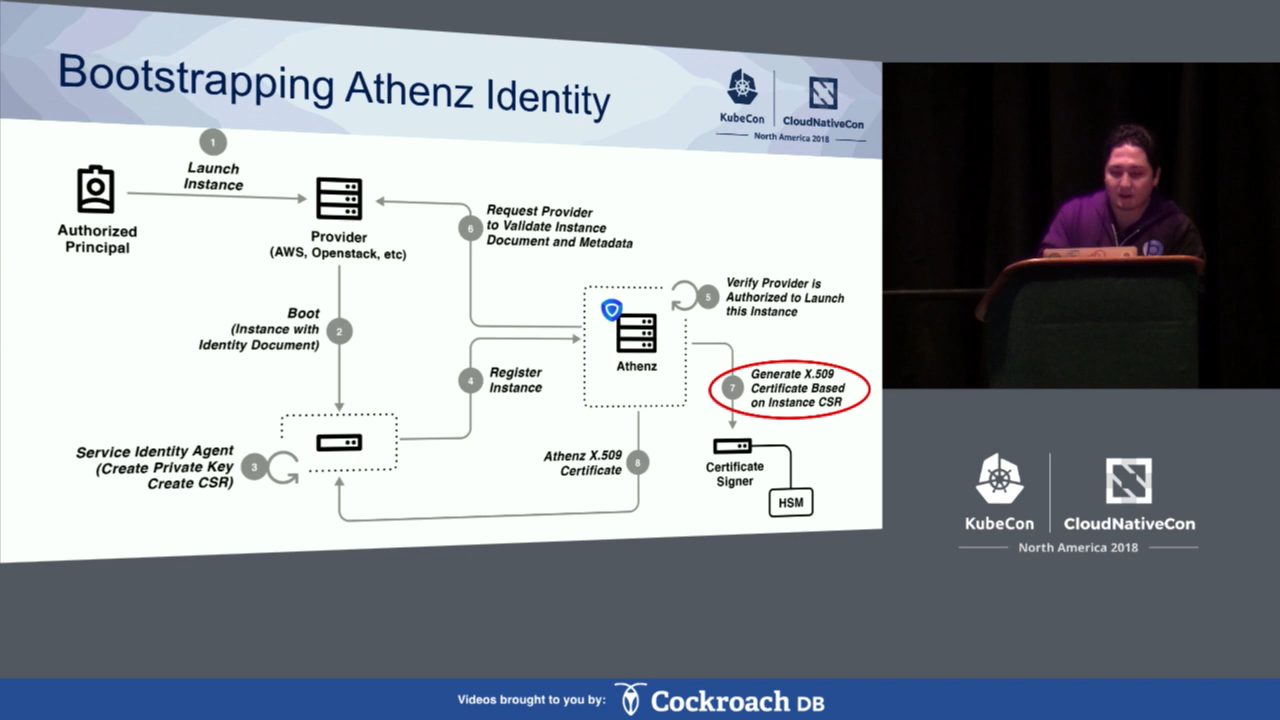 Bootstrapping Athenz Identity
KubeCon
CloudNativeCon
North America 2018
1
Launch
Instance
Authorized
Principal
Provider
(AWS, Openstack, etc)
6
Request Provider
to Validate Instance
Document and Metadata
5
Verify Provider is
Authorized to Launch
this Instance
Boot
(Instance with
Identity Document)
2
4
Register
Instance
Athenz
7
Generate X.509
Certificate Based
on Instance CSR
Service Identity Agent
(Create Private Key
Create CSR)
3
Athenz X.509
Certificate
8
Certificate
Signer
HSM
KubeCon
CloudNativeCon
North America 2018
Videos brought to you by:
Cockroach DB